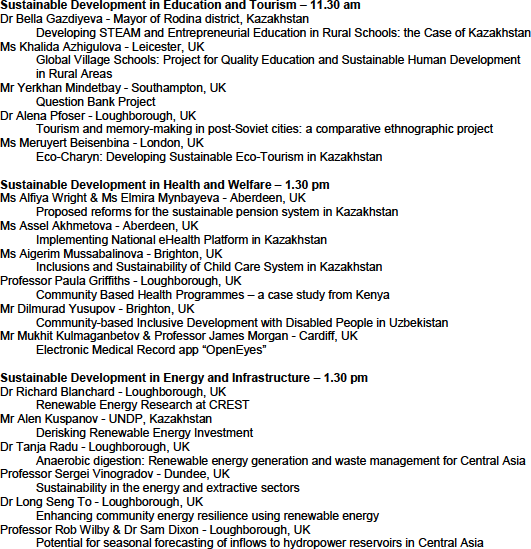 Sustainable Development in Education and Tourism – 11.30 am
Dr Bella Gazdiyeva - Mayor of Rodina district, Kazakhstan
Developing STEAM and Entrepreneurial Education in Rural Schools: the Case of Kazakhstan
Ms Khalida Azhigulova - Leicester, UK
Global Village Schools: Project for Quality Education and Sustainable Human Development
in Rural Areas
Mr Yerkhan Mindetbay - Southampton, UK
Question Bank Project
Dr Alena Pfoser - Loughborough, UK
Tourism and memory-making in post-Soviet cities: a comparative ethnographic project
Ms Meruyert Beisenbina - London, UK
Eco-Charyn: Developing Sustainable Eco-Tourism in Kazakhstan
Sustainable Development in Health and Welfare – 1.30 pm
Ms Alfiya Wright & Ms Elmira Mynbayeva - Aberdeen, UK
Proposed reforms for the sustainable pension system in Kazakhstan
Ms Assel Akhmetova - Aberdeen, UK
Implementing National eHealth Platform in Kazakhstan
Ms Aigerim Mussabalinova - Brighton, UK
Inclusions and Sustainability of Child Care System in Kazakhstan
Professor Paula Griffiths - Loughborough, UK
Community Based Health Programmes – a case study from Kenya
Mr Dilmurad Yusupov - Brighton, UK
Community-based Inclusive Development with Disabled People in Uzbekistan
Mr Mukhit Kulmaganbetov & Professor James Morgan - Cardiff, UK
Electronic Medical Record app “OpenEyes”
Sustainable Development in Energy and Infrastructure – 1.30 pm
Dr Richard Blanchard - Loughborough, UK
Renewable Energy Research at CREST
Mr Alen Kuspanov - UNDP, Kazakhstan
Derisking Renewable Energy Investment
Dr Tanja Radu - Loughborough, UK
Anaerobic digestion: Renewable energy generation and waste management for Central Asia
Professor Sergei Vinogradov - Dundee, UK
Sustainability in the energy and extractive sectors
Dr Long Seng To - Loughborough, UK
Enhancing community energy resilience using renewable energy
Professor Rob Wilby & Dr Sam Dixon - Loughborough, UK
Potential for seasonal forecasting of inflows to hydropower reservoirs in Central Asia